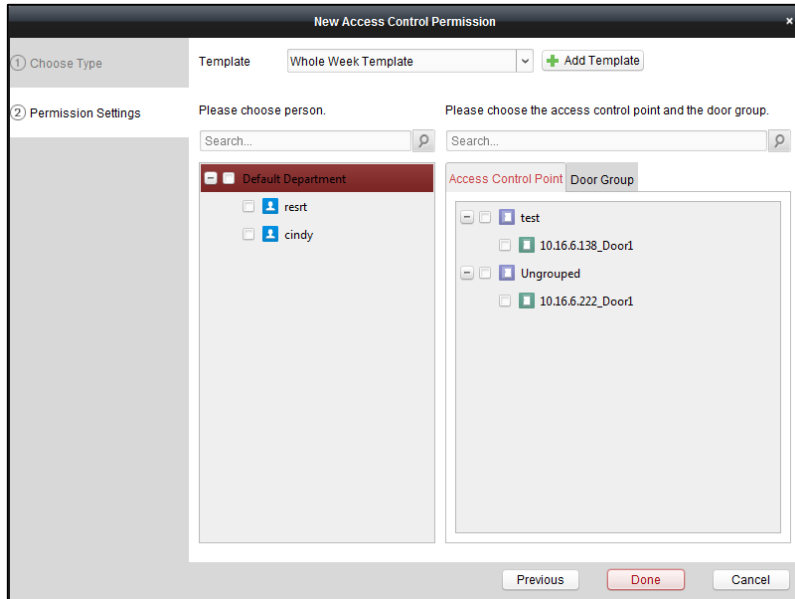 New Access Control Permission
×
1 Choose Type
2 Permission Settings
Template
Whole Week Template
Add Template
Please choose person.
Search...
Default Department
resrt
cindy
Please choose the access control point and the door group.
Search...
Access Control Point
Door Group
test
10.16.6.138_Door1
Ungrouped
10.16.6.222_Door1
Previous
Done
Cancel